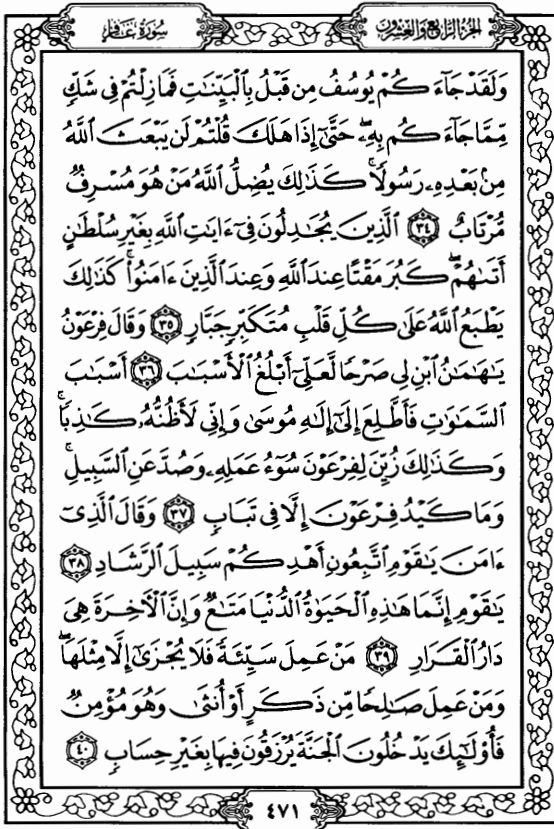 الجزء الرابع والعشرون
سورة غافر
وَلَقَدْ جَآءَكُمْ يُوسُفُ مِن قَبْلُ بِٱلْبَيِّنَٰتِ فَمَا زِلْتُمْ فِى شَكٍّ
مِّمَّا جَآءَكُم بِهِۦ ۖ حَتَّىٰٓ إِذَا هَلَكَ قُلْتُمْ لَن يَبْعَثَ ٱللَّهُ
مِنۢ بَعْدِهِۦ رَسُولًا ۚ كَذَٰلِكَ يُضِلُّ ٱللَّهُ مَنْ هُوَ مُسْرِفٌ
مُّرْتَابٌ ٣٤ ٱلَّذِينَ يُجَٰدِلُونَ فِىٓ ءَايَٰتِ ٱللَّهِ بِغَيْرِ سُلْطَٰنٍ
أَتَىٰهُمْ ۖ كَبُرَ مَقْتًا عِندَ ٱللَّهِ وَعِندَ ٱلَّذِينَ ءَامَنُوا۟ ۚ كَذَٰلِكَ
يَطْبَعُ ٱللَّهُ عَلَىٰ كُلِّ قَلْبِ مُتَكَبِّرٍ جَبَّارٍ ٣٥ وَقَالَ فِرْعَوْنُ
يَٰهَٰمَٰنُ ٱبْنِ لِى صَرْحًا لَّعَلِّىٓ أَبْلُغُ ٱلْأَسْبَٰبَ ٣٦ أَسْبَٰبَ
ٱلسَّمَٰوَٰتِ فَأَطَّلِعَ إِلَىٰٓ إِلَٰهِ مُوسَىٰ وَإِنِّى لَأَظُنُّهُۥ كَٰذِبًا ۚ
وَكَذَٰلِكَ زُيِّنَ لِفِرْعَوْنَ سُوٓءُ عَمَلِهِۦ وَصُدَّ عَنِ ٱلسَّبِيلِ ۚ
وَمَا كَيْدُ فِرْعَوْنَ إِلَّا فِى تَبَابٍ ٣٧ وَقَالَ ٱلَّذِىٓ
ءَامَنَ يَٰقَوْمِ ٱتَّبِعُونِ أَهْدِكُمْ سَبِيلَ ٱلرَّشَادِ ٣٨
يَٰقَوْمِ إِنَّمَا هَٰذِهِ ٱلْحَيَوٰةُ ٱلدُّنْيَا مَتَٰعٌ وَإِنَّ ٱلْءَاخِرَةَ هِىَ
دَارُ ٱلْقَرَارِ ٣٩ مَنْ عَمِلَ سَيِّئَةً فَلَا يُجْزَىٰٓ إِلَّا مِثْلَهَا ۖ
وَمَنْ عَمِلَ صَٰلِحًا مِّن ذَكَرٍ أَوْ أُنثَىٰ وَهُوَ مُؤْمِنٌ
فَأُو۟لَٰٓئِكَ يَدْخُلُونَ ٱلْجَنَّةَ يُرْزَقُونَ فِيهَا بِغَيْرِ حِسَابٍ ٤٠
٤٧١